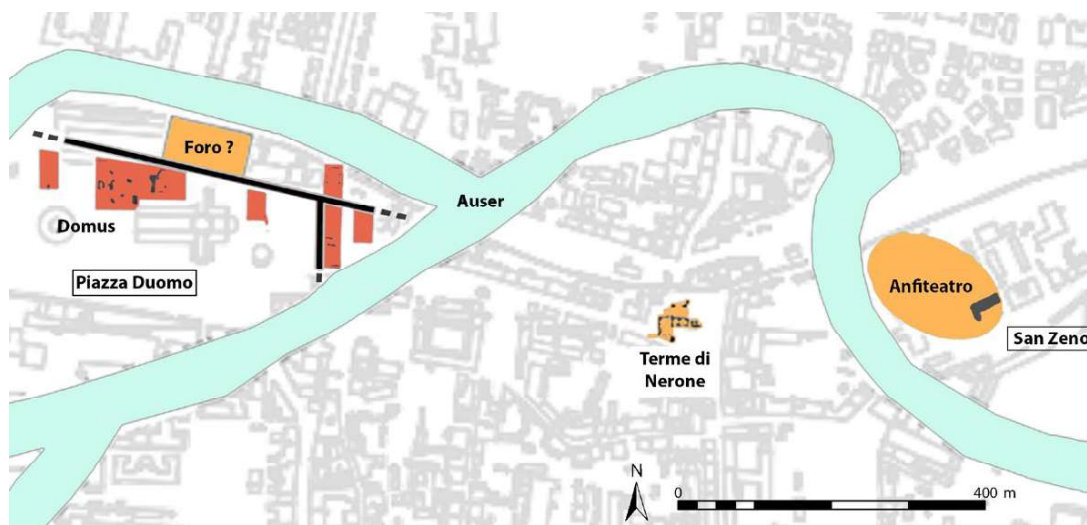 Foro ?
Auser
Domus
Piazza Duomo
Anfiteatro
San Zeno
Terme di
Nerone
N
0
400 m